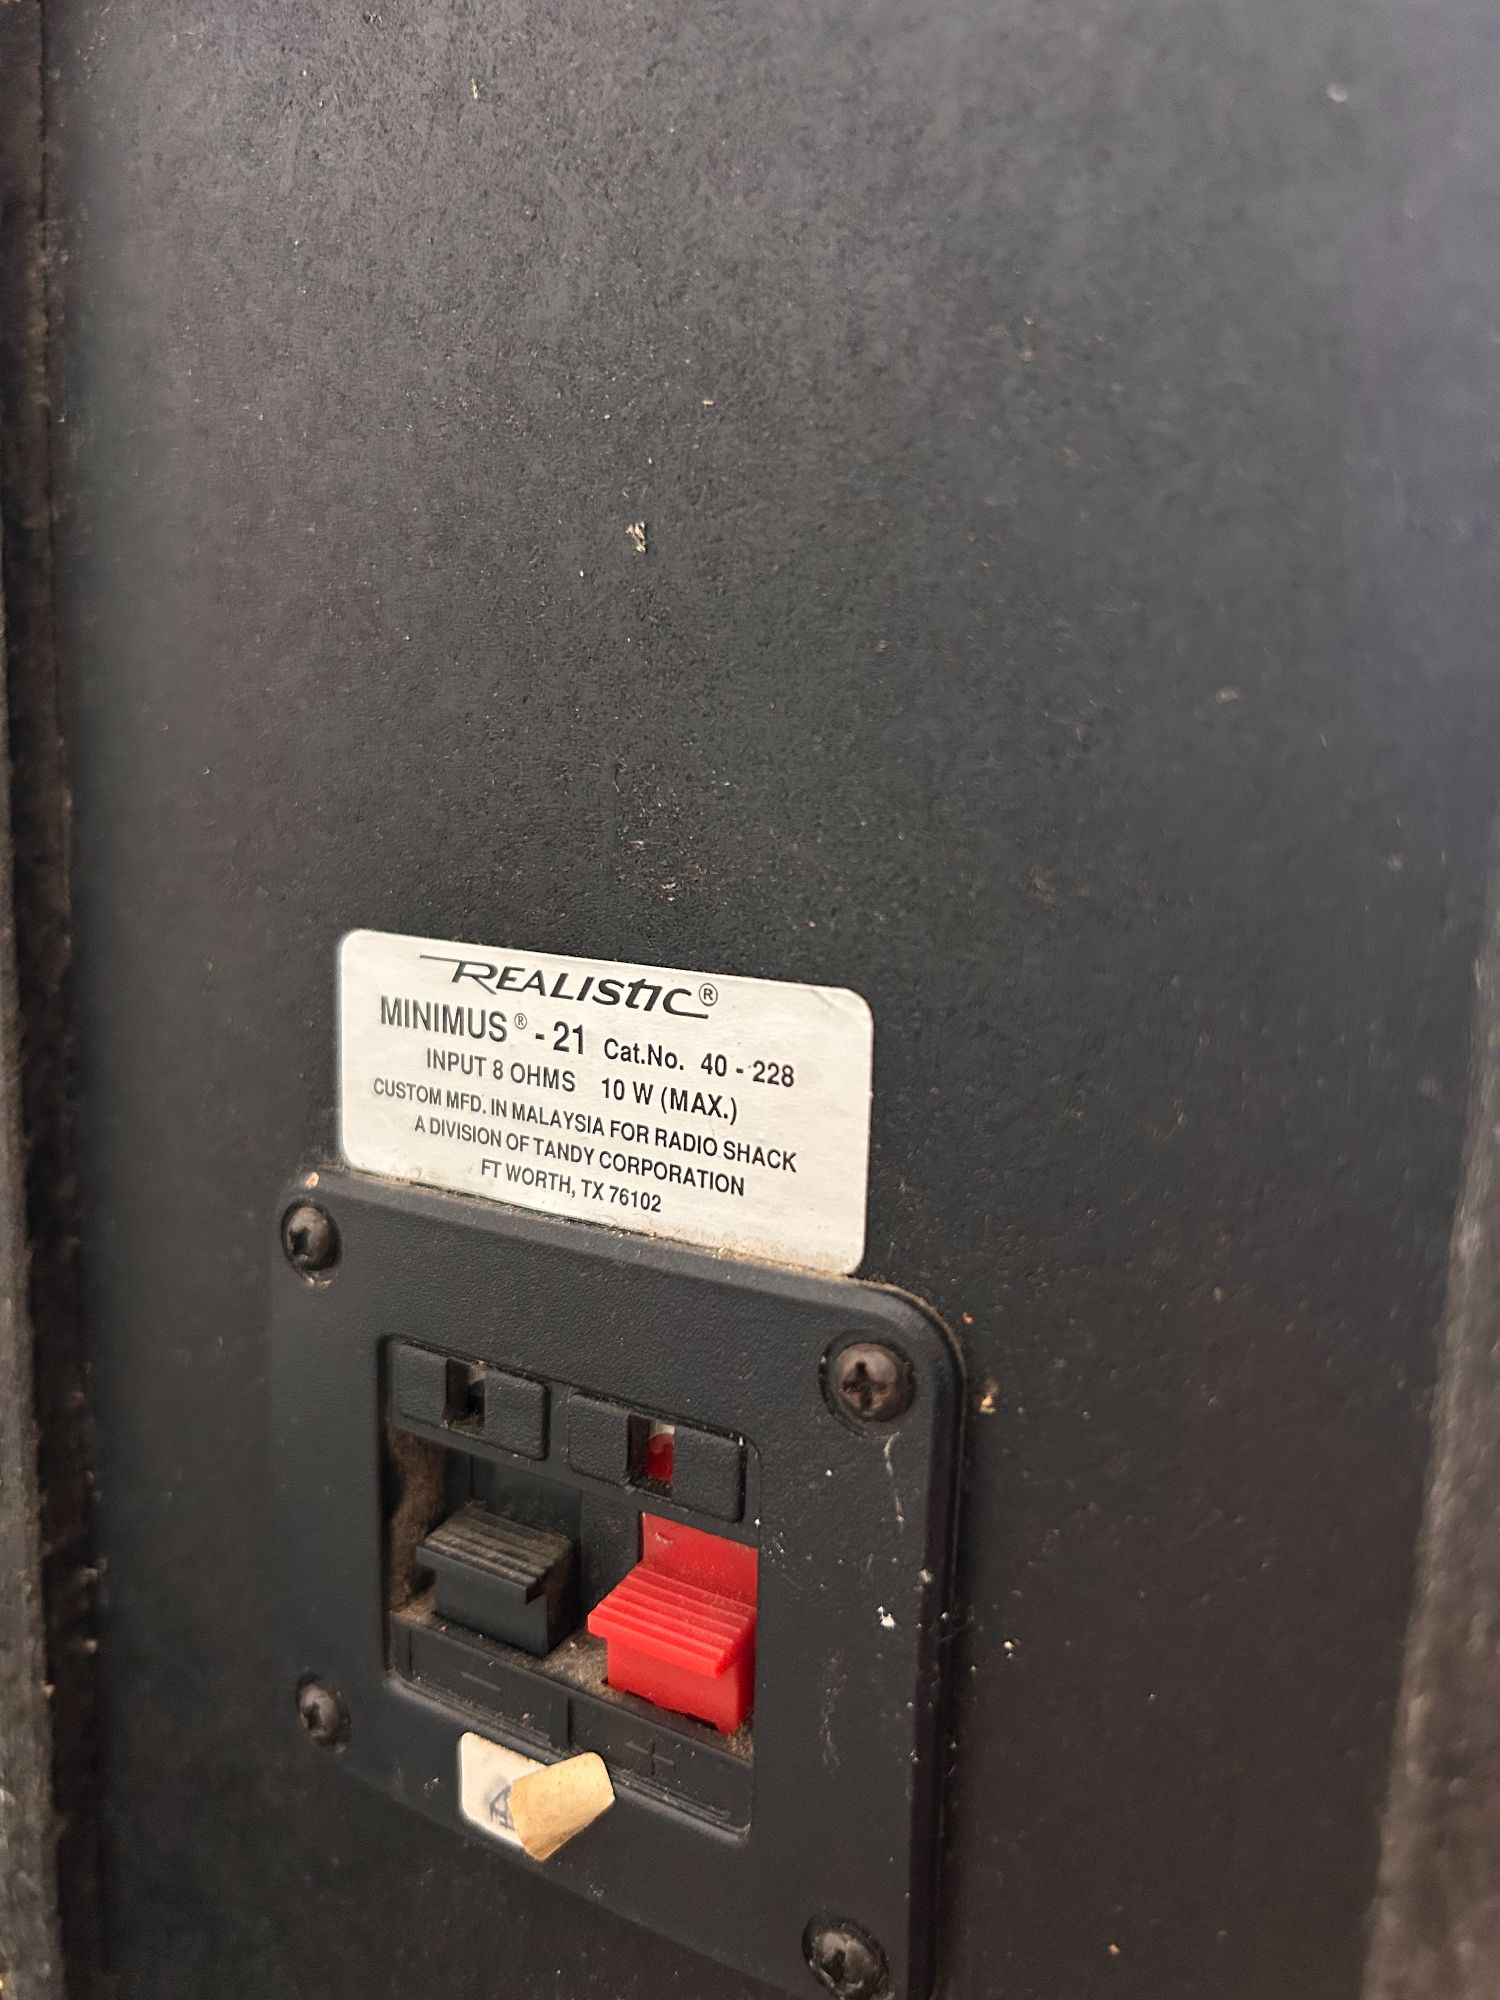 REALISTIC®
MINIMUS® - 21 Cat.No. 40 - 228
INPUT 8 OHMS 10 W (MAX.)
CUSTOM MFD. IN MALAYSIA FOR RADIO SHACK
A DIVISION OF TANDY CORPORATION
FT WORTH, TX 76102
- +